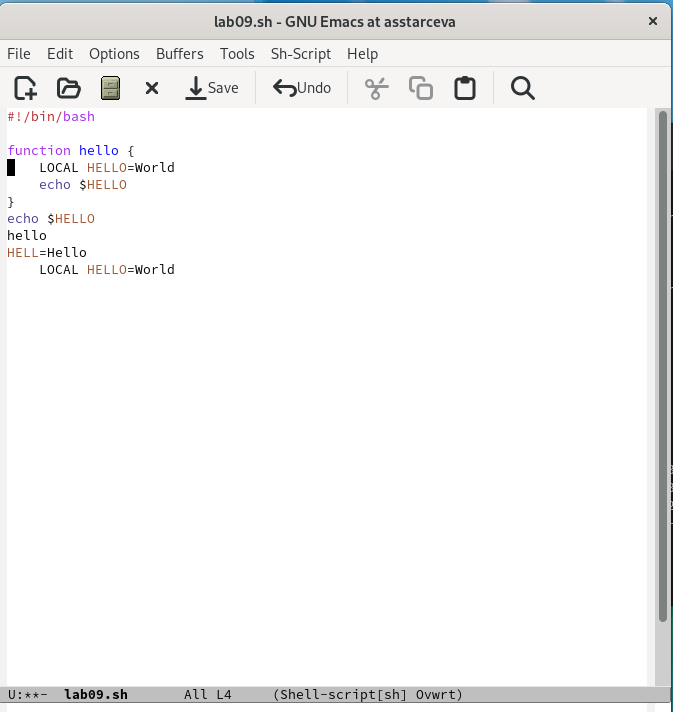 lab09.sh - GNU Emacs at asstarceva
File Edit Options Buffers Tools Sh-Script Help
Save Undo
#!/bin/bash
function hello {
    LOCAL HELLO=World
    echo $HELLO
}
echo $HELLO
hello
HELL=Hello
    LOCAL HELLO=World
U:**- lab09.sh All L4 (Shell-script[sh] Ovwrt)